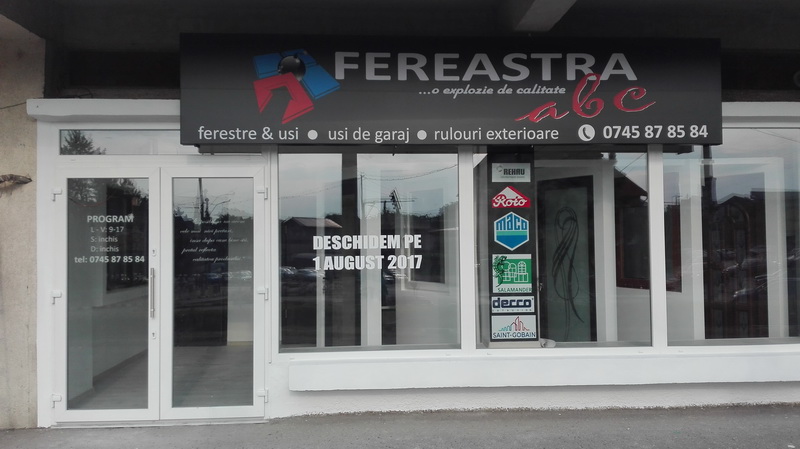 FEREASTRA
...o explozie de calitate
abc
ferestre & usi ● usi de garaj ● rulouri exterioare 0745 87 85 84
PROGRAM
L - V: 9-17
S: inchis
D: inchis
tel: 0745 87 85 84
DESCHIDEM PE
1 AUGUST 2017
REHAU
Roto
maco
SALAMANDER
decco
SAINT-GOBAIN